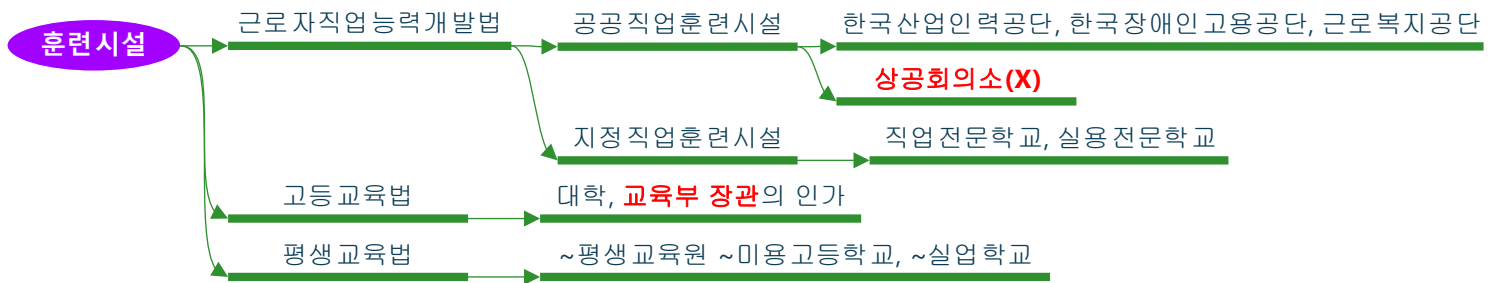 훈련시설
근로자직업능력개발법
공공직업훈련시설
한국산업인력공단, 한국장애인고용공단, 근로복지공단
상공회의소(X)
지정직업훈련시설
직업전문학교, 실용전문학교
고등교육법
대학, 교육부 장관의 인가
평생교육법
~평생교육원 ~미용고등학교, ~실업학교